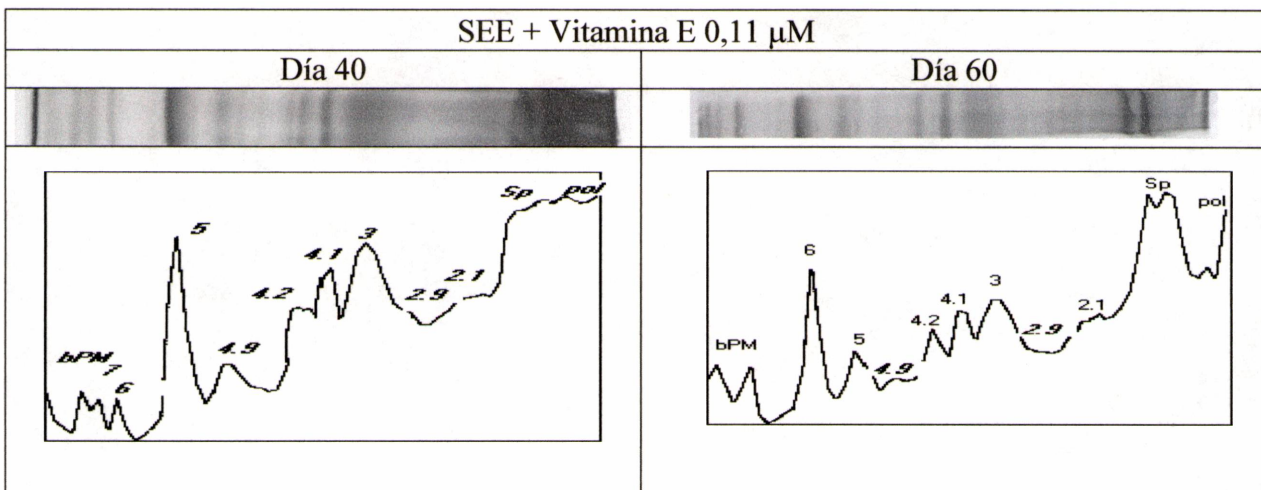 SEE + Vitamina E 0,11 μM
Día 40
Día 60
bPM 7 6 5 4.9 4.2 4.1 3 2.9 2.1 Sp pol
bPM 6 5 4.9 4.2 4.1 3 2.9 2.1 Sp pol